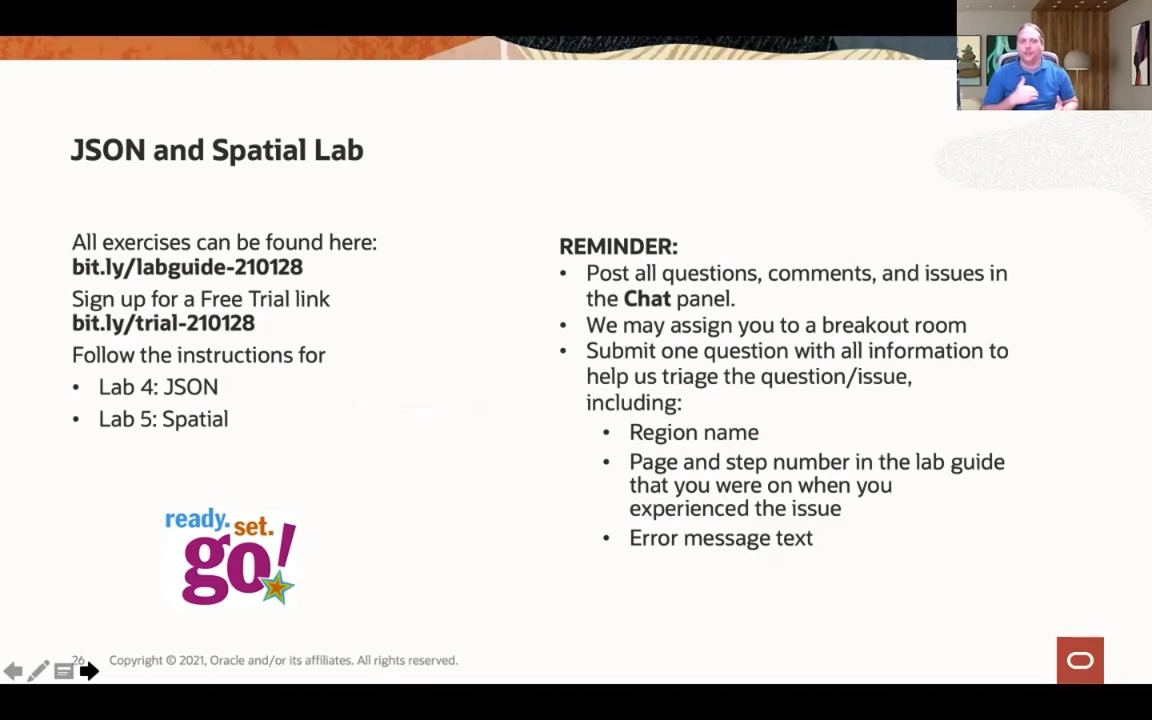 JSON and Spatial Lab
All exercises can be found here:
bit.ly/labguide-210128
Sign up for a Free Trial link
bit.ly/trial-210128
Follow the instructions for
• Lab 4: JSON
• Lab 5: Spatial
ready. set.
go!
REMINDER:
• Post all questions, comments, and issues in
the Chat panel.
• We may assign you to a breakout room
• Submit one question with all information to
help us triage the question/issue,
including:
• Region name
• Page and step number in the lab guide
that you were on when you
experienced the issue
• Error message text
26 Copyright © 2021, Oracle and/or its affiliates. All rights reserved.